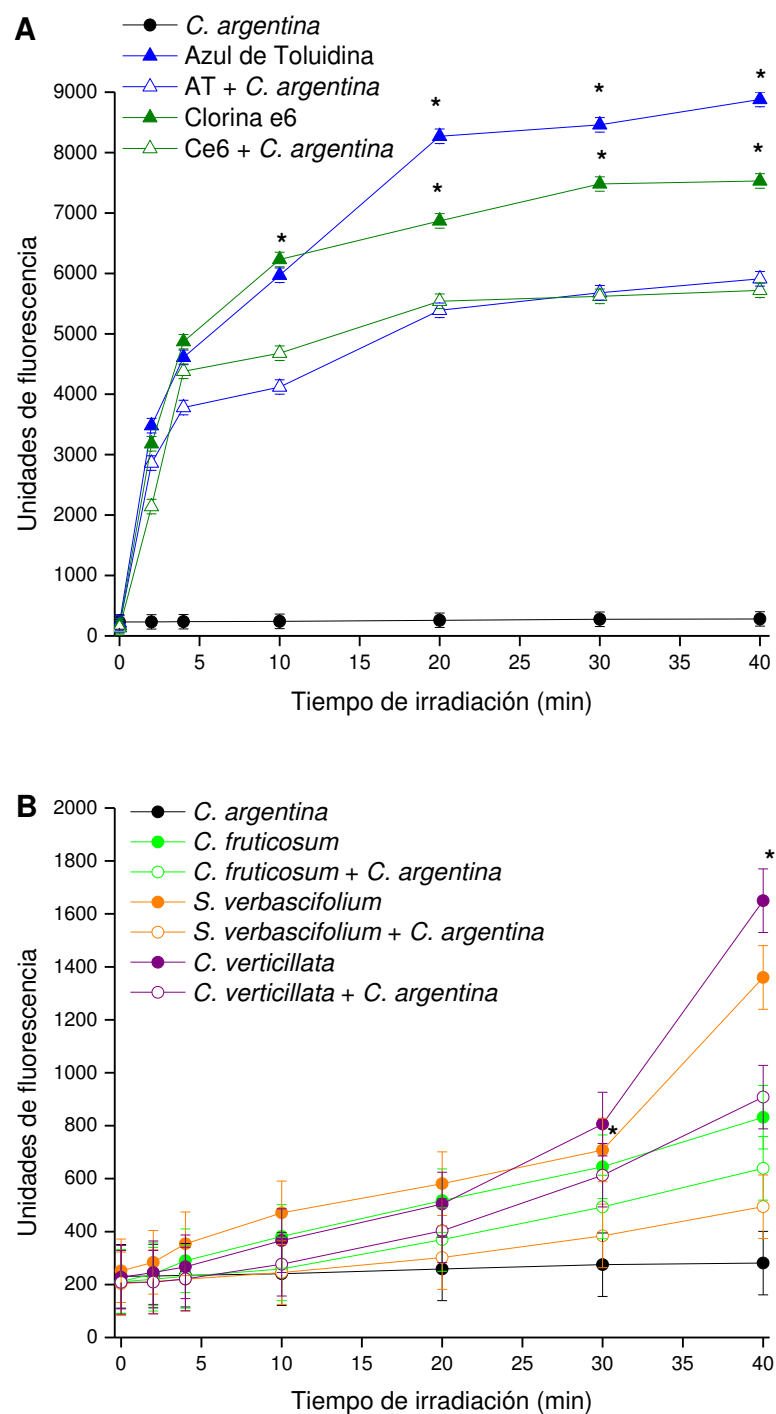 A
C. argentina
Azul de Toluidina
AT + C. argentina
Clorina e6
Ce6 + C. argentina
Unidades de fluorescencia
9000
8000
7000
6000
5000
4000
3000
2000
1000
0
* * *
* * * *
0 5 10 15 20 25 30 35 40
Tiempo de irradiación (min)
B
C. argentina
C. fruticosum
C. fruticosum + C. argentina
S. verbascifolium
S. verbascifolium + C. argentina
C. verticillata
C. verticillata + C. argentina
Unidades de fluorescencia
2000
1800
1600
1400
1200
1000
800
600
400
200
0
*
*
0 5 10 15 20 25 30 35 40
Tiempo de irradiación (min)